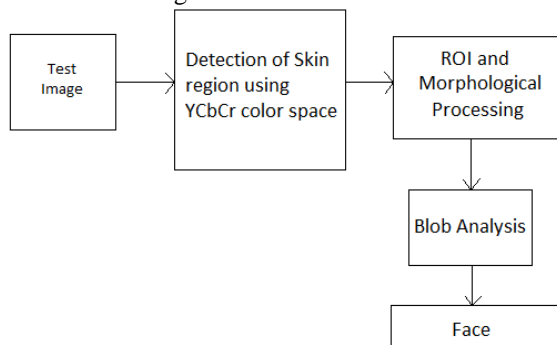 Test
Image
Detection of Skin
region using
YCbCr color space
ROI and
Morphological
Processing
Blob Analysis
Face